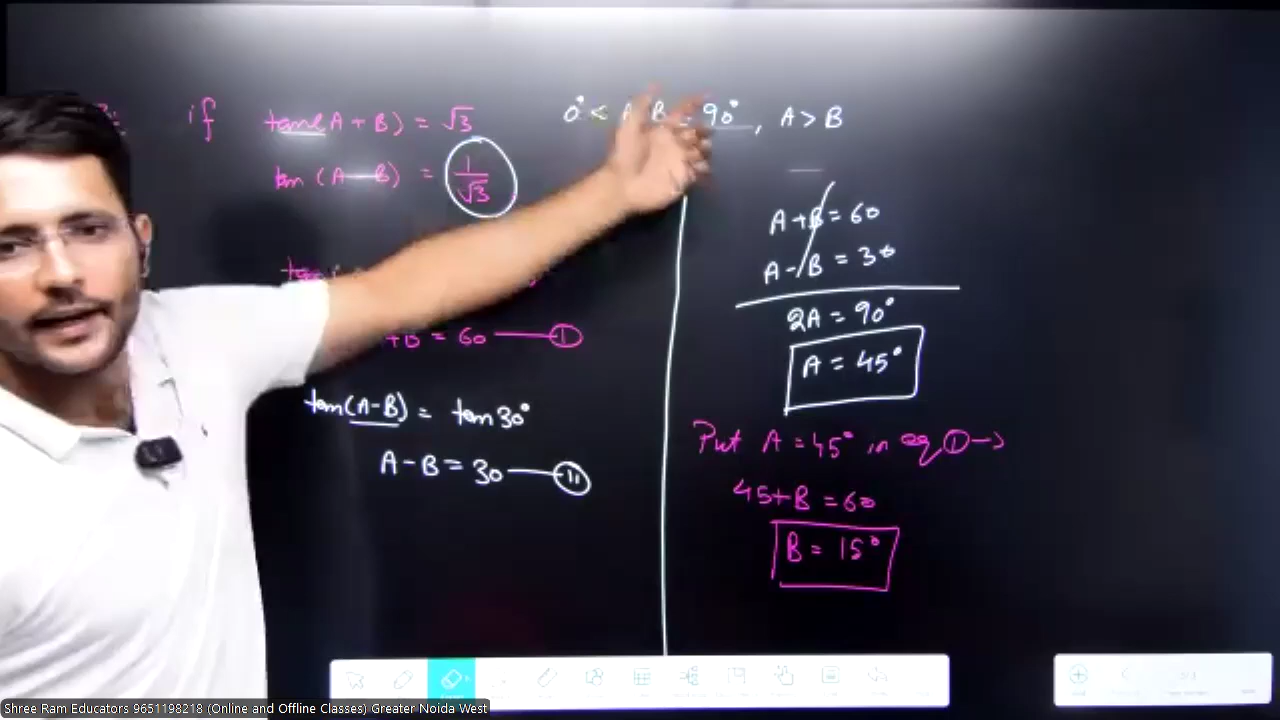 if tan(A+B) = √3 0° < A B 90° , A > B
tan (A-B) = 1/√3
= 60 ①
tan(A-B) = tan30°
A-B = 30 ②
A+B = 60
A-B = 30
2A = 90°
A = 45°
Put A = 45° in eq ① →
45+B = 60
B = 15°
Shree Ram Educators 9651198218 (Online and Offline Classes) Greater Noida West